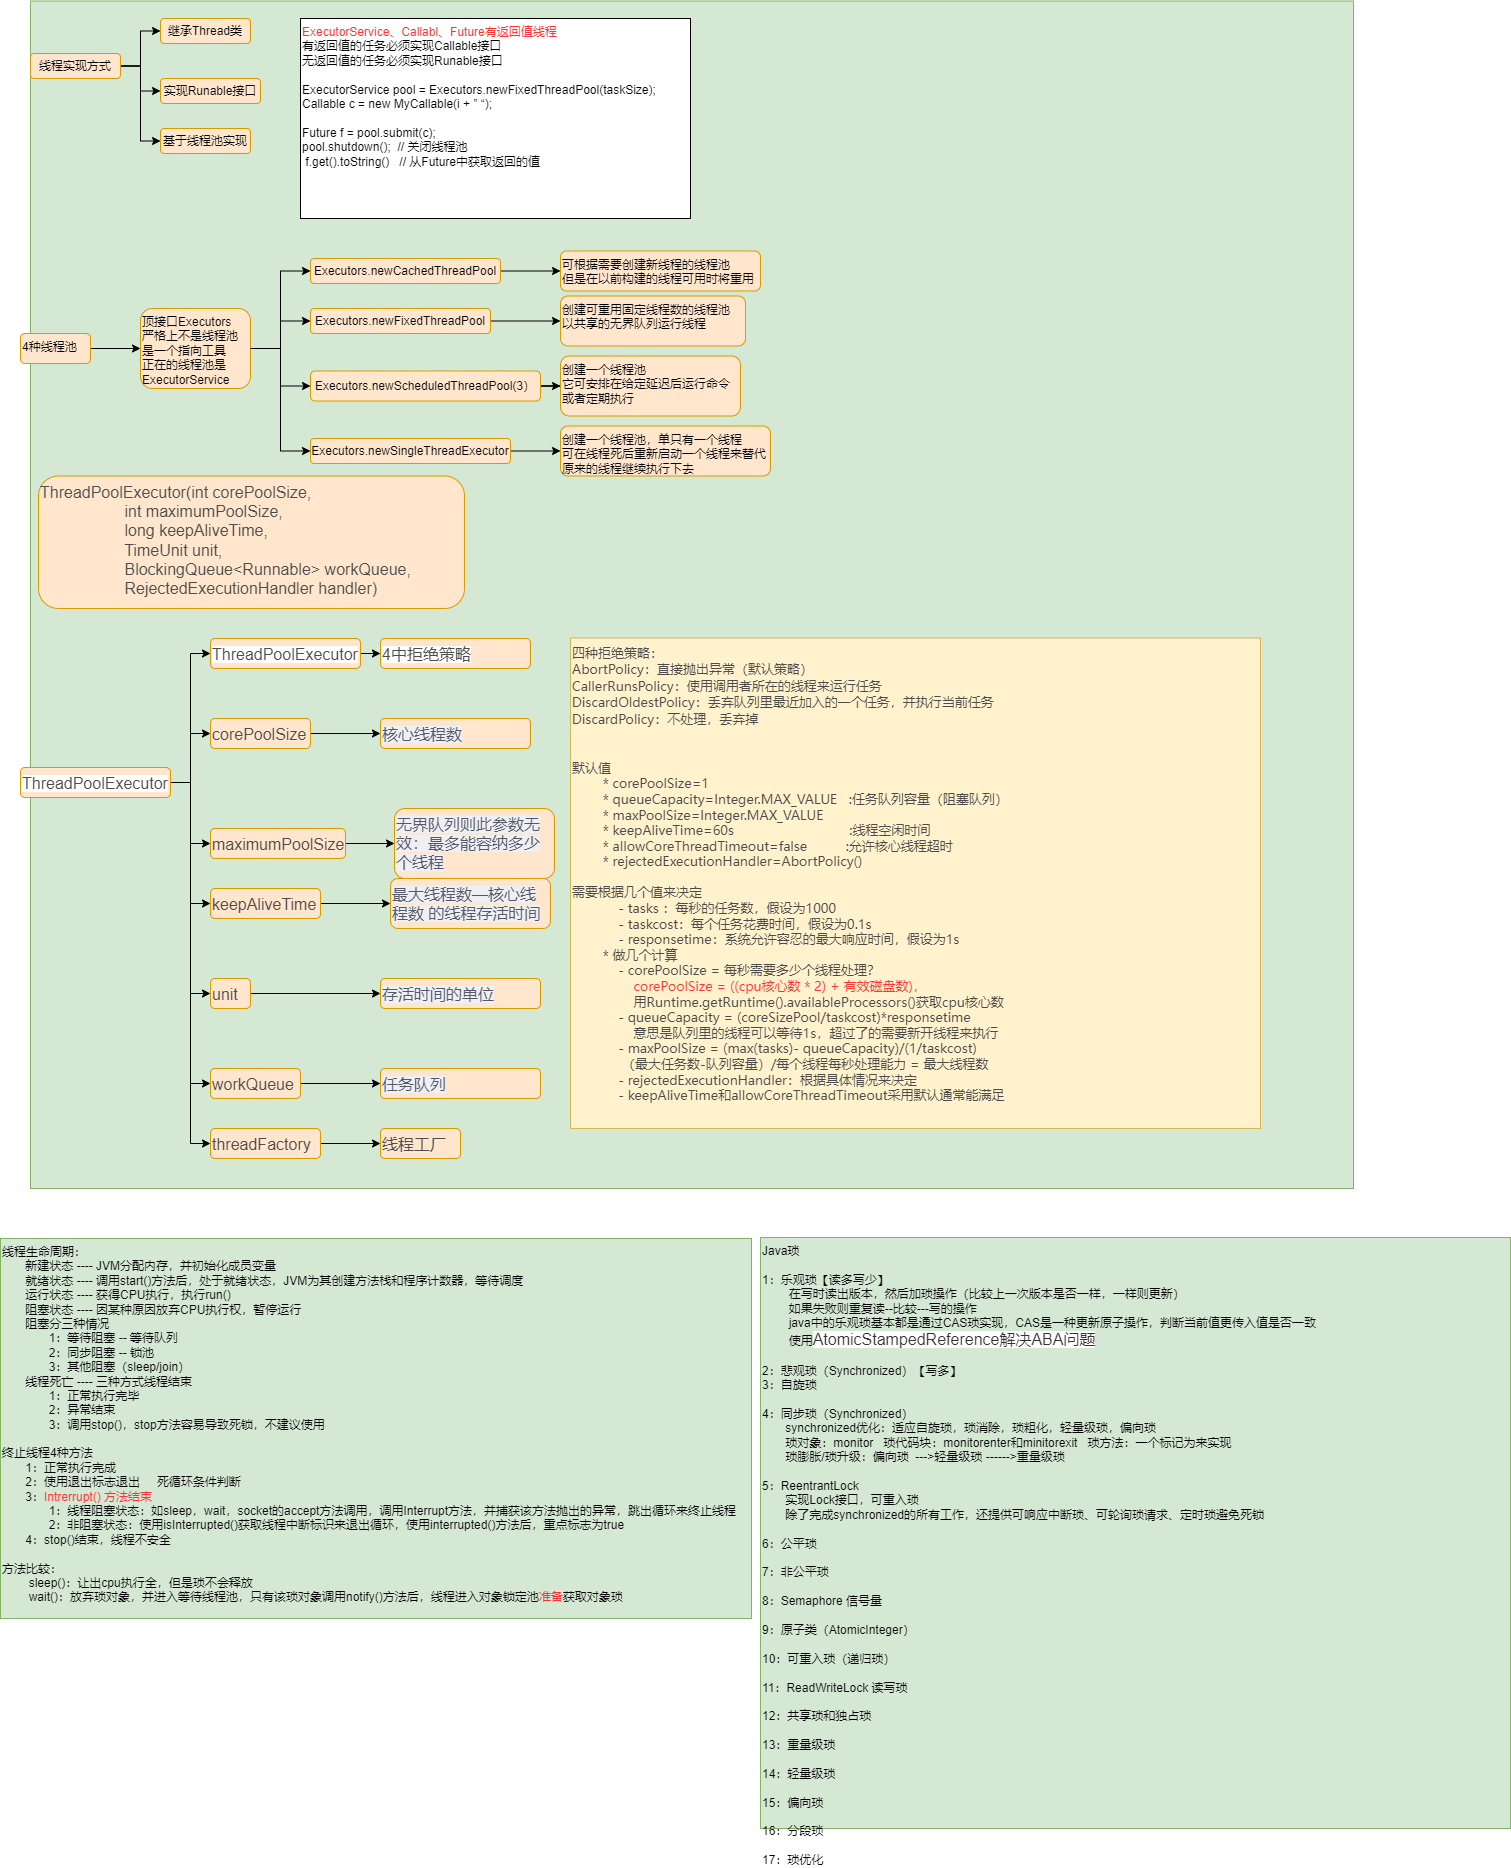 线程实现方式
继承Thread类
实现Runable接口
基于线程池实现
ExecutorService、Callabl、Future有返回值线程
有返回值的任务必须实现Callable接口
无返回值的任务必须实现Runable接口
ExecutorService pool = Executors.newFixedThreadPool(taskSize);
Callable c = new MyCallable(i + ” “);
Future f = pool.submit(c);
pool.shutdown();  // 关闭线程池
f.get().toString()   // 从Future中获取返回的值
4种线程池
顶接口Executors
严格上不是线程池
是一个指向工具
正在的线程池是
ExecutorService
Executors.newCachedThreadPool
可根据需要创建新线程的线程池
但是在以前构建的线程可用时将重用
Executors.newFixedThreadPool
创建可重用固定线程数的线程池
以共享的无界队列运行线程
Executors.newScheduledThreadPool(3）
创建一个线程池
它可安排在给定延迟后运行命令
或者定期执行
Executors.newSingleThreadExecutor
创建一个线程池，单只有一个线程
可在线程死后重新启动一个线程来替代
原来的线程继续执行下去
ThreadPoolExecutor(int corePoolSize,
int maximumPoolSize,
long keepAliveTime,
TimeUnit unit,
BlockingQueue<Runnable> workQueue,
RejectedExecutionHandler handler)
ThreadPoolExecutor
ThreadPoolExecutor
4中拒绝策略
corePoolSize
核心线程数
maximumPoolSize
无界队列则此参数无
效：最多能容纳多少
个线程
keepAliveTime
最大线程数—核心线
程数 的线程存活时间
unit
存活时间的单位
workQueue
任务队列
threadFactory
线程工厂
四种拒绝策略：
AbortPolicy：直接抛出异常（默认策略）
CallerRunsPolicy：使用调用者所在的线程来运行任务
DiscardOldestPolicy：丢弃队列里最近加入的一个任务，并执行当前任务
DiscardPolicy：不处理，丢弃掉
默认值
* corePoolSize=1
* queueCapacity=Integer.MAX_VALUE   :任务队列容量（阻塞队列）
* maxPoolSize=Integer.MAX_VALUE
* keepAliveTime=60s   :线程空闲时间
* allowCoreThreadTimeout=false   :允许核心线程超时
* rejectedExecutionHandler=AbortPolicy()
需要根据几个值来决定
- tasks ：每秒的任务数，假设为1000
- taskcost：每个任务花费时间，假设为0.1s
- responsetime：系统允许容忍的最大响应时间，假设为1s
* 做几个计算
- corePoolSize = 每秒需要多少个线程处理?
corePoolSize = ((cpu核心数 * 2) + 有效磁盘数),
用Runtime.getRuntime().availableProcessors()获取cpu核心数
- queueCapacity = (coreSizePool/taskcost)*responsetime
意思是队列里的线程可以等待1s，超过了的需要新开线程来执行
- maxPoolSize = (max(tasks)- queueCapacity)/(1/taskcost)
（最大任务数-队列容量）/每个线程每秒处理能力 = 最大线程数
- rejectedExecutionHandler：根据具体情况来决定
- keepAliveTime和allowCoreThreadTimeout采用默认通常能满足
线程生命周期：
新建状态 ---- JVM分配内存，并初始化成员变量
就绪状态 ---- 调用start()方法后，处于就绪状态，JVM为其创建方法栈和程序计数器，等待调度
运行状态 ---- 获得CPU执行，执行run()
阻塞状态 ---- 因某种原因放弃CPU执行权，暂停运行
阻塞分三种情况
1：等待阻塞 -- 等待队列
2：同步阻塞 -- 锁池
3：其他阻塞（sleep/join）
线程死亡 ---- 三种方式线程结束
1：正常执行完毕
2：异常结束
3：调用stop()，stop方法容易导致死锁，不建议使用
终止线程4种方法
1：正常执行完成
2：使用退出标志退出     死循环条件判断
3：Intrerrupt() 方法结束
1：线程阻塞状态：如sleep，wait，socket的accept方法调用，调用Interrupt方法，并捕获该方法抛出的异常，跳出循环来终止线程
2：非阻塞状态：使用isInterrupted()获取线程中断标识来退出循环，使用interrupted()方法后，重点标志为true
4：stop()结束，线程不安全
方法比较：
sleep()：让出cpu执行全，但是琐不会释放
wait()：放弃琐对象，并进入等待线程池，只有该琐对象调用notify()方法后，线程进入对象锁定池准备获取对象琐
Java琐
1：乐观琐【读多写少】
在写时读出版本，然后加琐操作（比较上一次版本是否一样，一样则更新）
如果失败则重复读--比较---写的操作
java中的乐观琐基本都是通过CAS琐实现，CAS是一种更新原子操作，判断当前值更传入值是否一致
使用AtomicStampedReference解决ABA问题
2：悲观琐（Synchronized）【写多】
3：自旋琐
4：同步琐（Synchronized）
synchronized优化：适应自旋琐，琐消除，琐粗化，轻量级琐，偏向琐
琐对象：monitor   琐代码块：monitorenter和minitorexit   琐方法：一个标记为来实现
琐膨胀/琐升级：偏向琐  --->轻量级琐 ------>重量级琐
5：ReentrantLock
实现Lock接口，可重入琐
除了完成synchronized的所有工作，还提供可响应中断琐、可轮询琐请求、定时琐避免死锁
6：公平琐
7：非公平琐
8：Semaphore 信号量
9：原子类（AtomicInteger）
10：可重入琐（递归琐）
11：ReadWriteLock 读写琐
12：共享琐和独占琐
13：重量级琐
14：轻量级琐
15：偏向琐
16：分段琐
17：琐优化